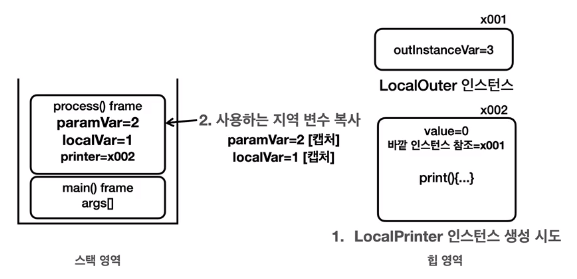 x001
outInstanceVar=3
LocalOuter 인스턴스
x002
process() frame
paramVar=2
localVar=1
printer=x002
main() frame
args[]
2. 사용하는 지역 변수 복사
paramVar=2 [캡처]
localVar=1 [캡처]
value=0
바깥 인스턴스 참조=x001
print(){...}
1. LocalPrinter 인스턴스 생성 시도
스택 영역
힙 영역